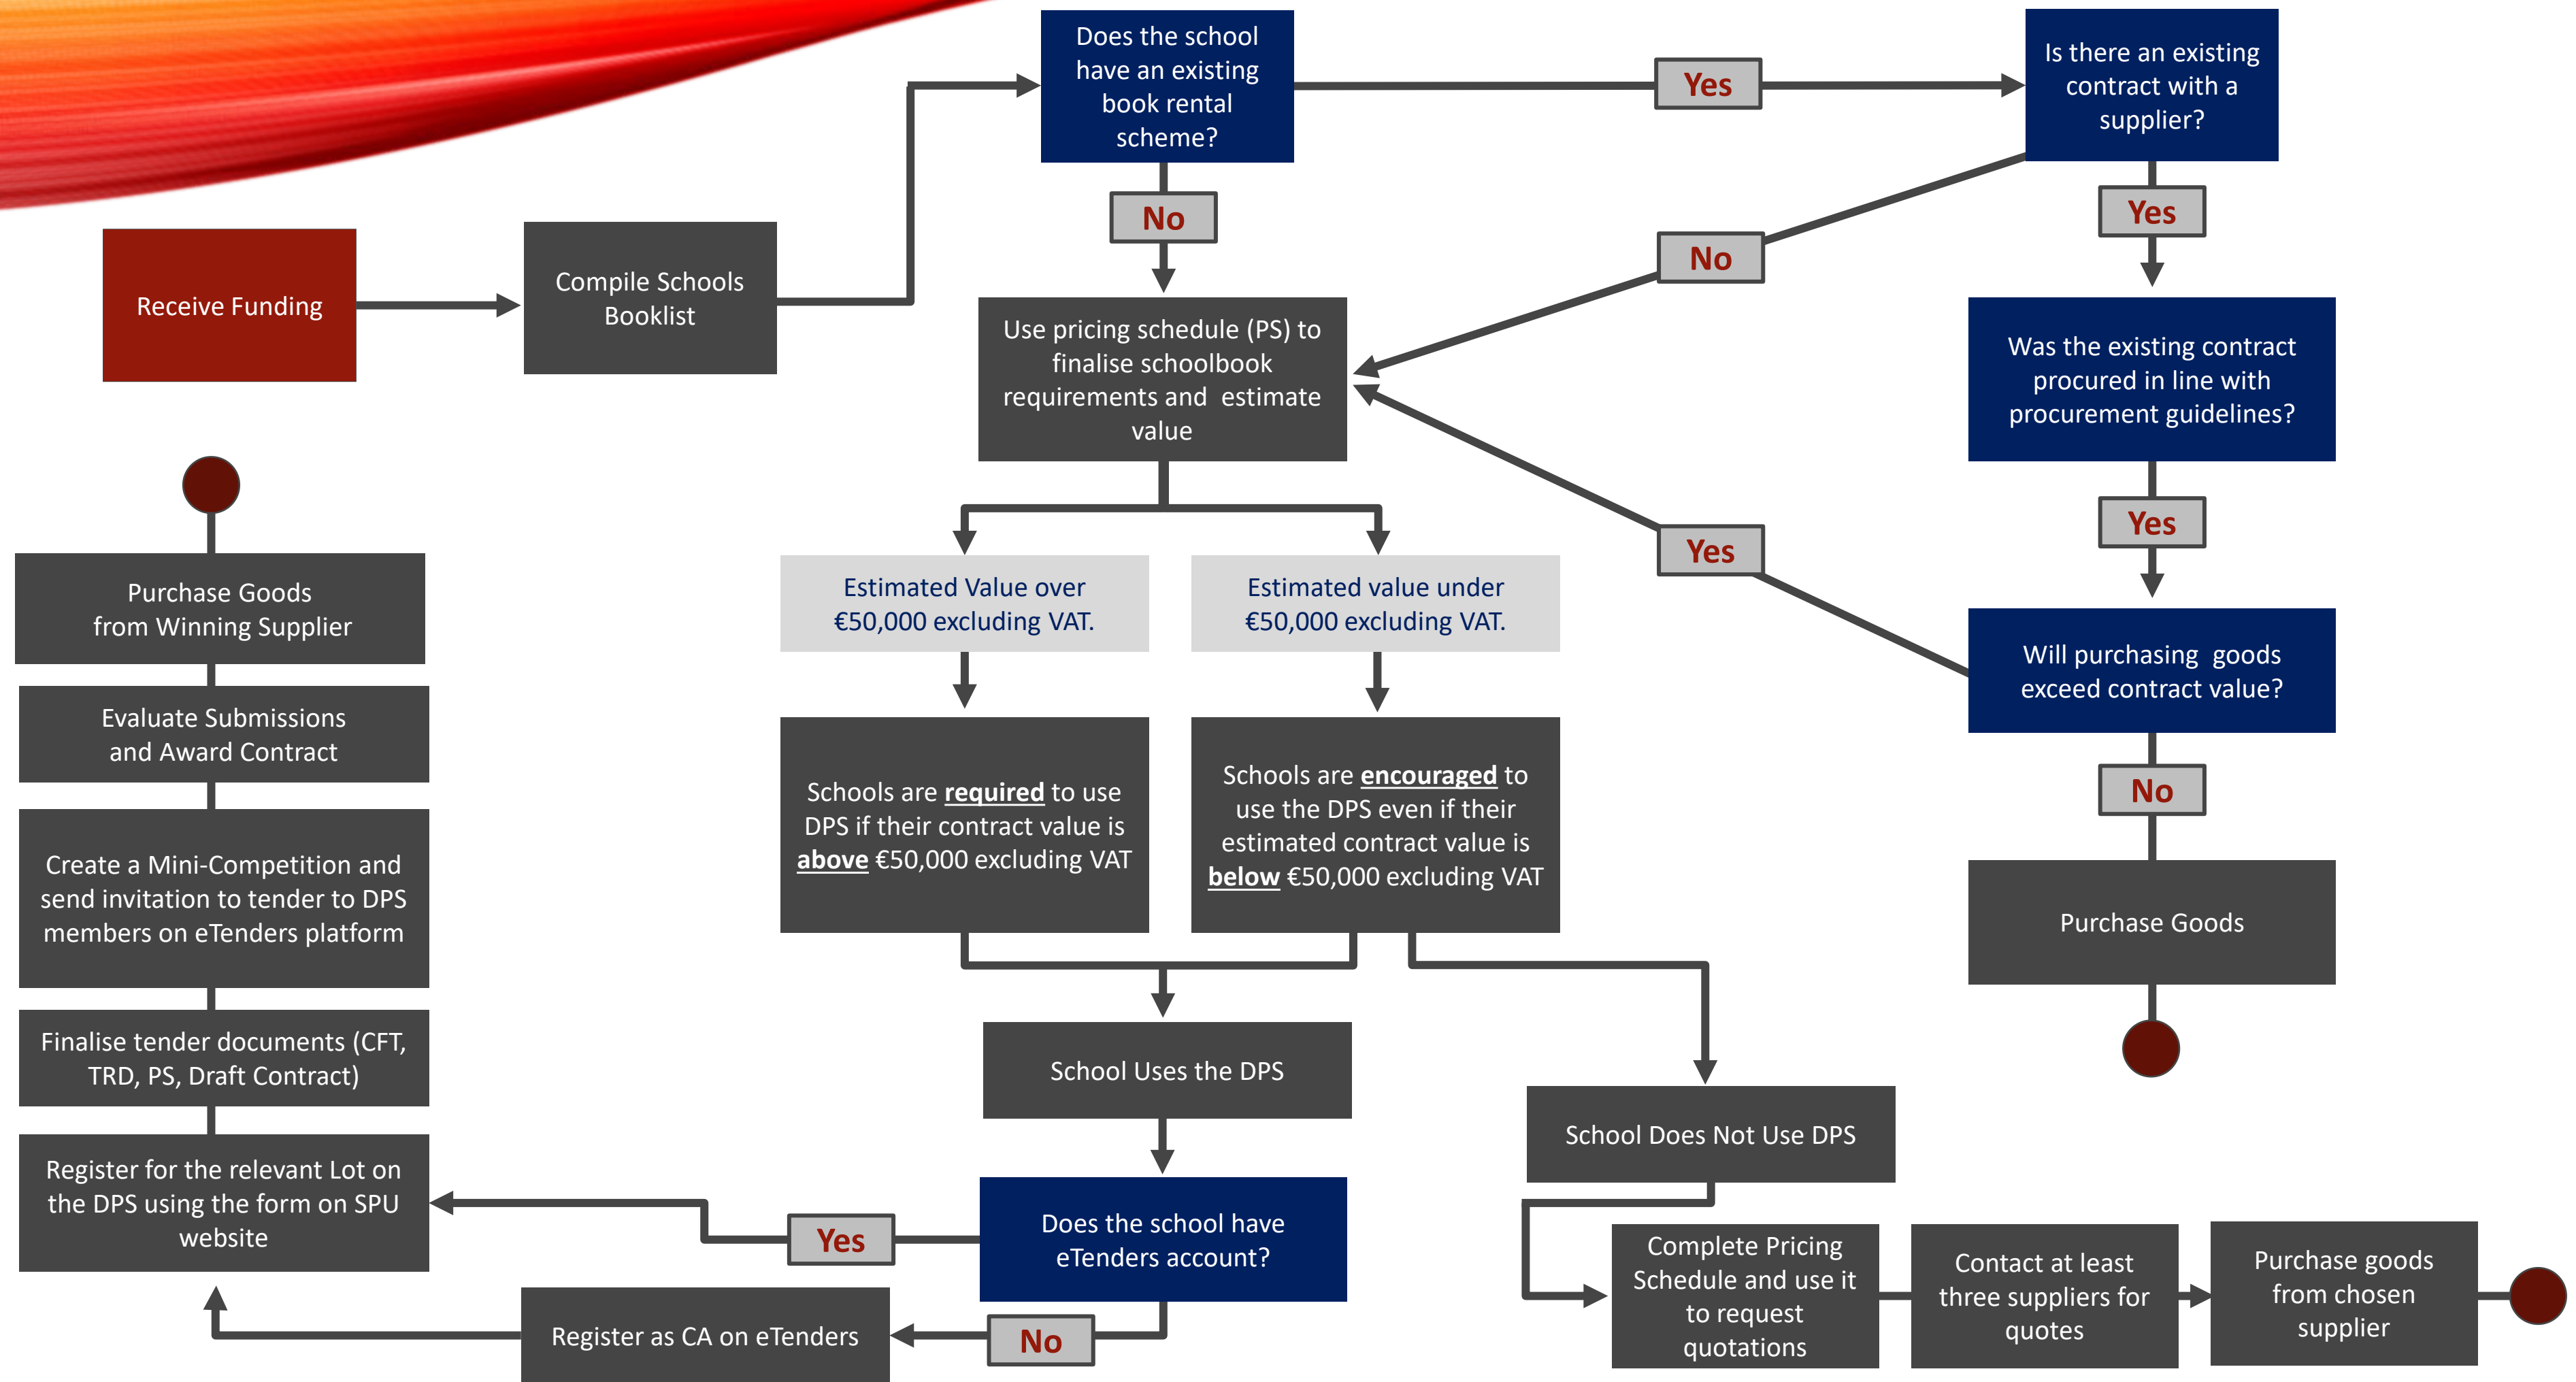 Does the school
have an existing
book rental
scheme?
Yes
Is there an existing
contract with a
supplier?
No
Yes
No
Receive Funding
Compile Schools
Booklist
Use pricing schedule (PS) to
finalise schoolbook
requirements and estimate
value
Was the existing contract
procured in line with
procurement guidelines?
Yes
Yes
Estimated Value over
€50,000 excluding VAT.
Estimated value under
€50,000 excluding VAT.
Will purchasing goods
exceed contract value?
No
Purchase Goods
Schools are required to use
DPS if their contract value is
above €50,000 excluding VAT
Schools are encouraged to
use the DPS even if their
estimated contract value is
below €50,000 excluding VAT
School Uses the DPS
School Does Not Use DPS
Does the school have
eTenders account?
Yes
No
Register as CA on eTenders
Complete Pricing
Schedule and use it
to request
quotations
Contact at least
three suppliers for
quotes
Purchase goods
from chosen
supplier
Purchase Goods
from Winning Supplier
Evaluate Submissions
and Award Contract
Create a Mini-Competition and
send invitation to tender to DPS
members on eTenders platform
Finalise tender documents (CFT,
TRD, PS, Draft Contract)
Register for the relevant Lot on
the DPS using the form on SPU
website